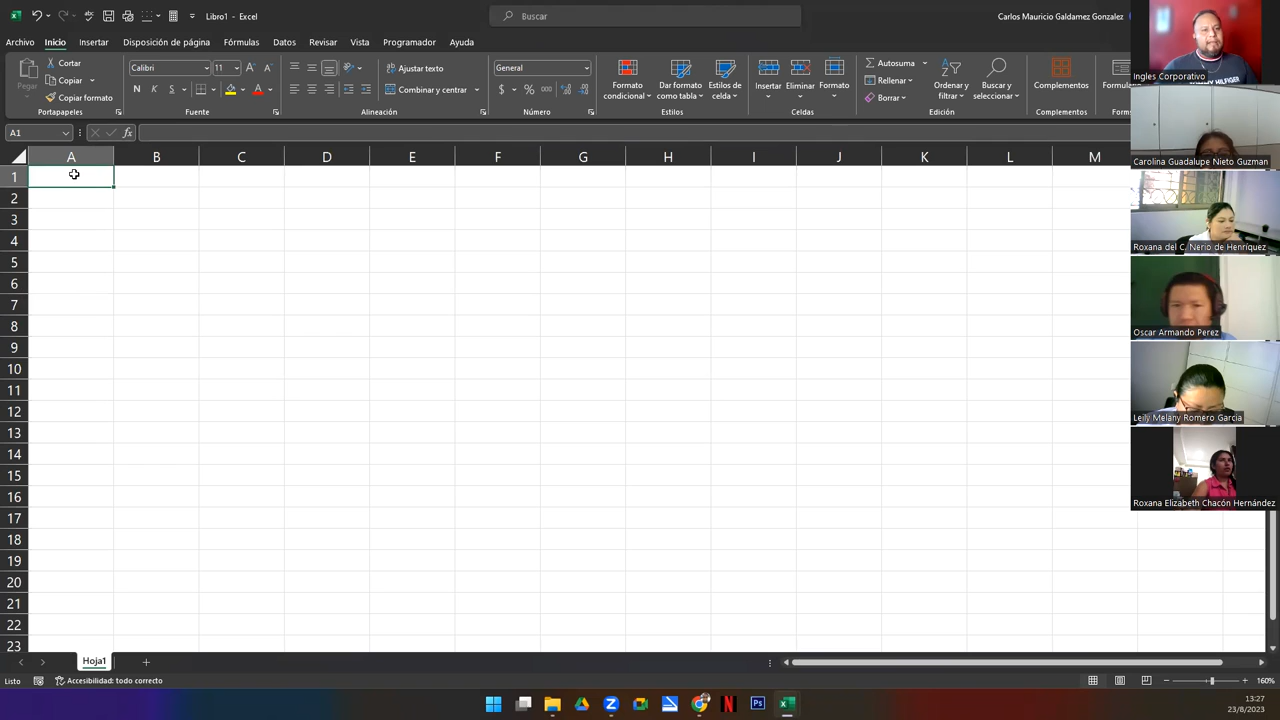 Libro1 - Excel
Buscar
Carlos Mauricio Galdamez Gonzalez
Archivo Inicio Insertar Disposición de página Fórmulas Datos Revisar Vista Programador Ayuda
Pegar
Cortar
Copiar
Copiar formato
Portapapeles
Calibri 11
N K S
Fuente
Ajustar texto
Combinar y centrar
Alineación
General
% 000
Número
Formato condicional
Dar formato como tabla
Estilos de celda
Estilos
Insertar Eliminar Formato
Celdas
Autosuma
Rellenar
Borrar
Ordenar y filtrar
Buscar y seleccionar
Edición
Complementos
Complementos
A1
fx
A B C D E F G H I J K L M
1
2
3
4
5
6
7
8
9
10
11
12
13
14
15
16
17
18
19
20
21
22
23
Ingles Corporativo
Carolina Guadalupe Nieto Guzman
Roxana del C. Nerio de Henríquez
Oscar Armando Perez
Leily Melany Romero Garcia
Roxana Elizabeth Chacón Hernández
Hoja1
Listo
Accesibilidad: todo correcto
160%
13:27
23/8/2023